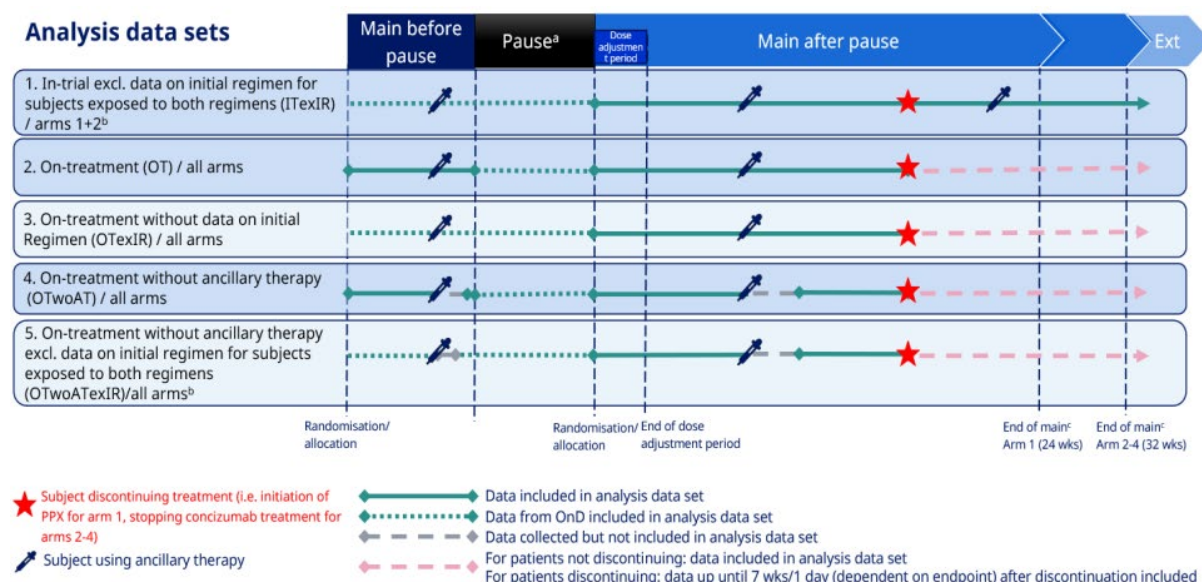 Analysis data sets
Main before
pause
Pauseᵃ
Dose
adjustmen
t period
Main after pause
Ext
1. In-trial excl. data on initial regimen for
subjects exposed to both regimens (ITexIR)
/ arms 1+2ᵇ
2. On-treatment (OT) / all arms
3. On-treatment without data on initial
Regimen (OTexIR) / all arms
4. On-treatment without ancillary therapy
(OTwoAT) / all arms
5. On-treatment without ancillary therapy
excl. data on initial regimen for subjects
exposed to both regimens
(OTwoATexIR)/all armsᵇ
Randomisation/
allocation
Randomisation/
allocation
End of dose
adjustment period
End of mainᶜ
Arm 1 (24 wks)
End of mainᶜ
Arm 2-4 (32 wks)
Subject discontinuing treatment (i.e. initiation of
PPX for arm 1, stopping concizumab treatment for
arms 2-4)
Subject using ancillary therapy
Data included in analysis data set
Data from OnD included in analysis data set
Data collected but not included in analysis data set
For patients not discontinuing: data included in analysis data set
For patients discontinuing: data up until 7 wks/1 day (dependent on endpoint) after discontinuation included